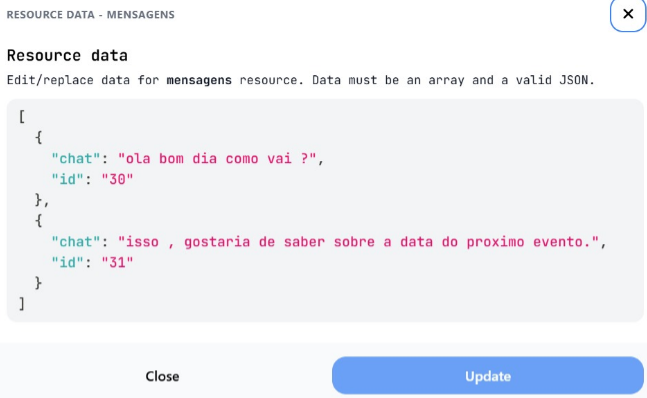 RESOURCE DATA - MENSAGENS
Resource data
Edit/replace data for mensagens resource. Data must be an array and a valid JSON.
[
{
"chat": "ola bom dia como vai ?",
"id": "30"
},
{
"chat": "isso , gostaria de saber sobre a data do proximo evento.",
"id": "31"
}
]
Close
Update